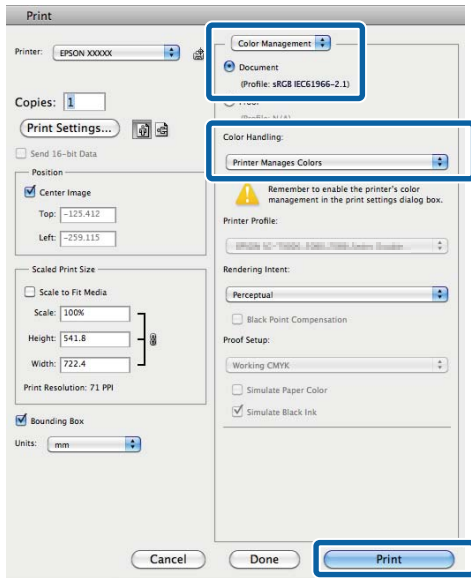 Print
Printer: EPSON XXXXX
Copies: 1
Print Settings...
Send 16-bit Data
Position
Center Image
Top: -125.412
Left: -259.115
Scaled Print Size
Scale to Fit Media
Scale: 100%
Height: 541.8
Width: 722.4
Print Resolution: 71 PPI
Bounding Box
Units: mm
Color Management
Document
(Profile: sRGB IEC61966-2.1)
Color Handling:
Printer Manages Colors
Remember to enable the printer's color
management in the print settings dialog box.
Printer Profile:
Rendering Intent:
Perceptual
Black Point Compensation
Proof Setup:
Working CMYK
Simulate Paper Color
Simulate Black Ink
Cancel
Done
Print